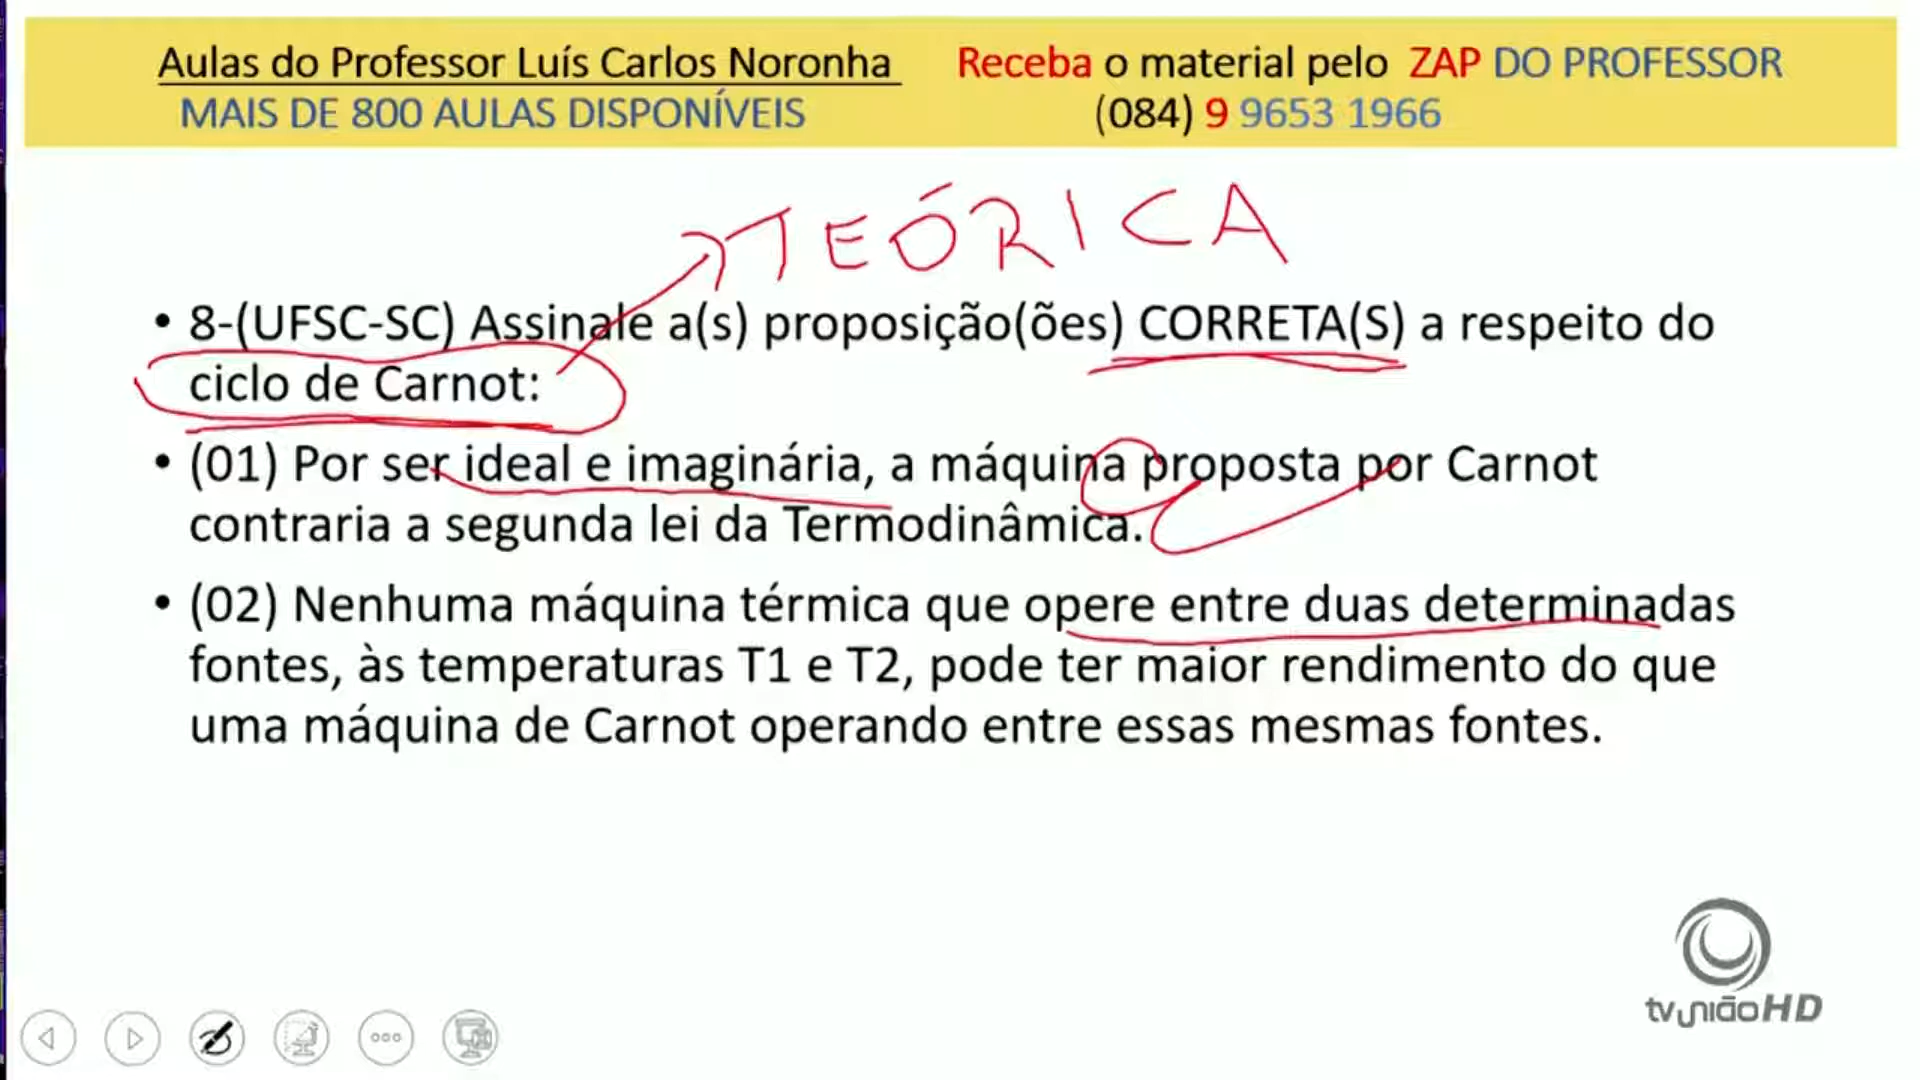 Aulas do Professor Luís Carlos Noronha Receba o material pelo ZAP DO PROFESSOR
MAIS DE 800 AULAS DISPONÍVEIS (084) 9 9653 1966
TEÓRICA
• 8-(UFSC-SC) Assinale a(s) proposição(ões) CORRETA(S) a respeito do
ciclo de Carnot:
• (01) Por ser ideal e imaginária, a máquina proposta por Carnot
contraria a segunda lei da Termodinâmica.
• (02) Nenhuma máquina térmica que opere entre duas determinadas
fontes, às temperaturas T1 e T2, pode ter maior rendimento do que
uma máquina de Carnot operando entre essas mesmas fontes.
tvuniãoHD